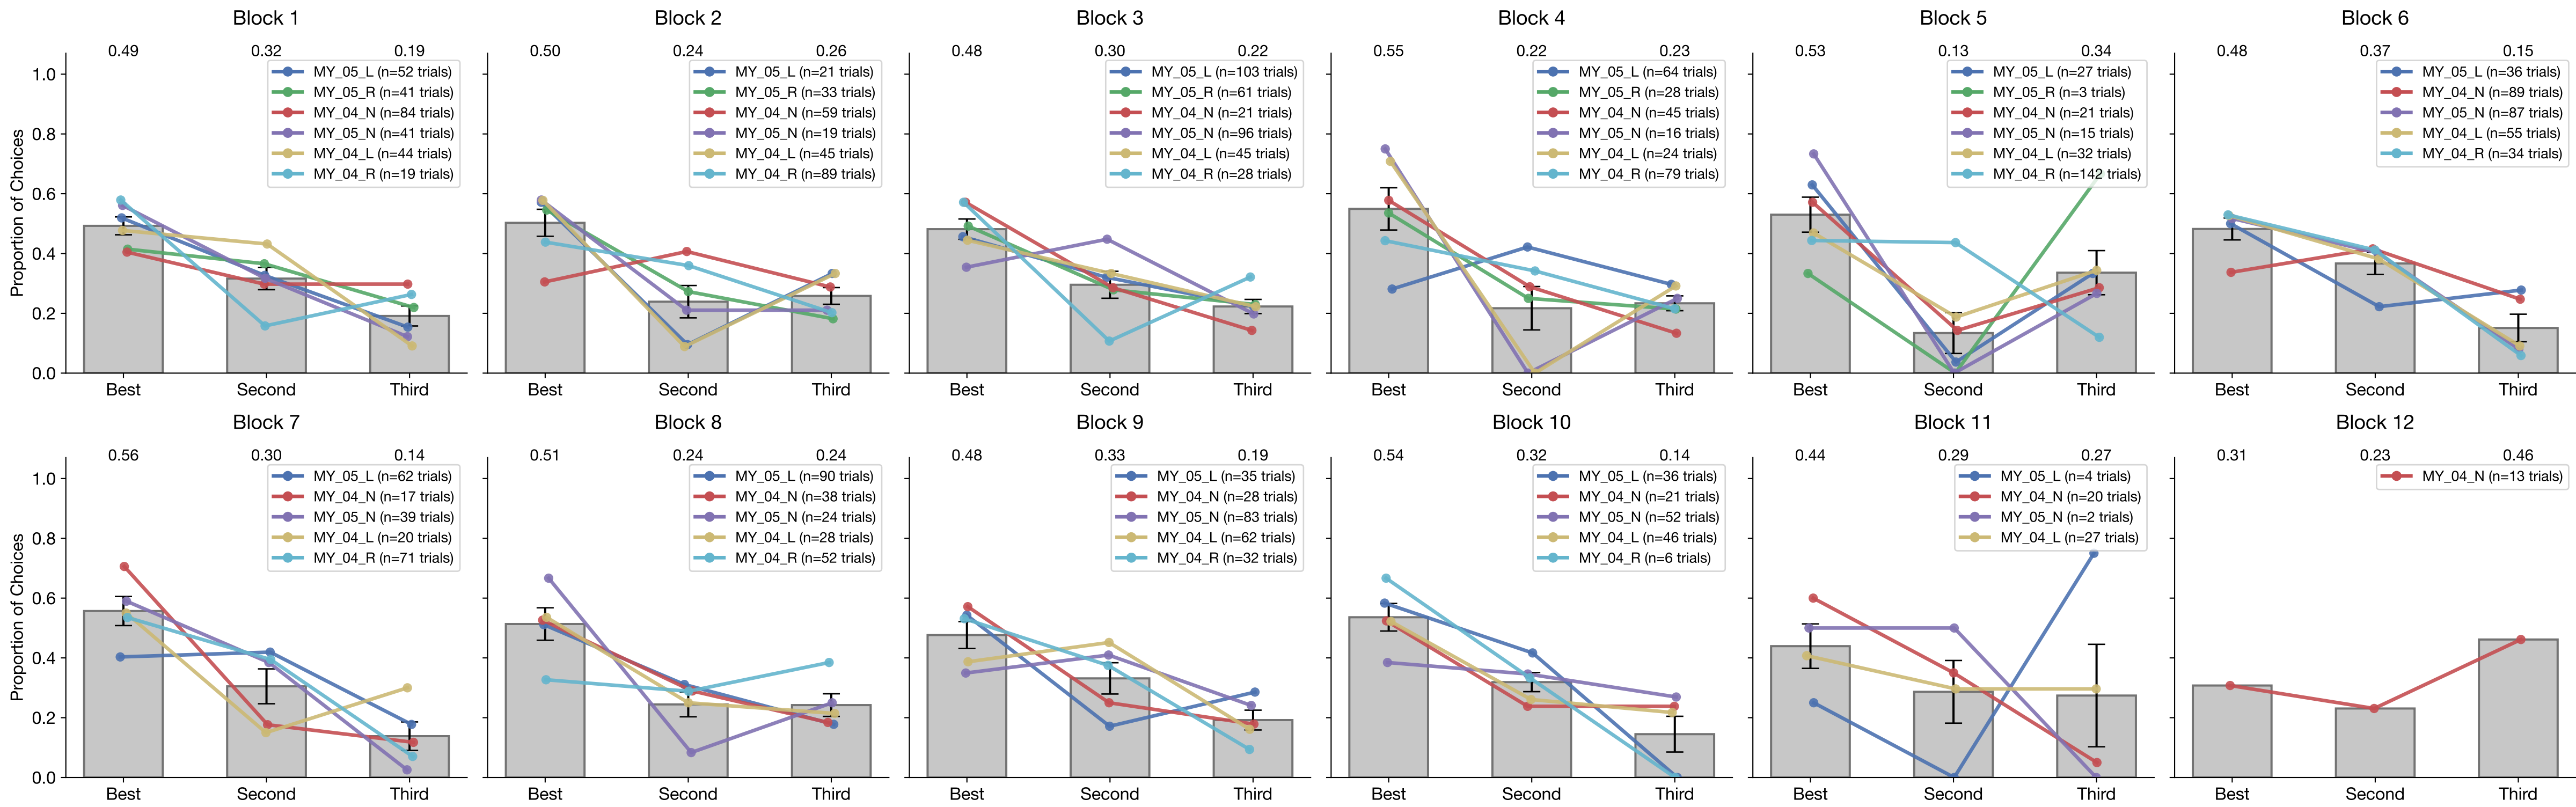 Block 1
0.49 0.32 0.19
MY_05_L (n=52 trials)
MY_05_R (n=41 trials)
MY_04_N (n=84 trials)
MY_05_N (n=41 trials)
MY_04_L (n=44 trials)
MY_04_R (n=19 trials)
Proportion of Choices
1.0
0.8
0.6
0.4
0.2
0.0
Best Second Third
Block 2
0.50 0.24 0.26
MY_05_L (n=21 trials)
MY_05_R (n=33 trials)
MY_04_N (n=59 trials)
MY_05_N (n=19 trials)
MY_04_L (n=45 trials)
MY_04_R (n=89 trials)
Best Second Third
Block 3
0.48 0.30 0.22
MY_05_L (n=103 trials)
MY_05_R (n=61 trials)
MY_04_N (n=21 trials)
MY_05_N (n=96 trials)
MY_04_L (n=45 trials)
MY_04_R (n=28 trials)
Best Second Third
Block 4
0.55 0.22 0.23
MY_05_L (n=64 trials)
MY_05_R (n=28 trials)
MY_04_N (n=45 trials)
MY_05_N (n=16 trials)
MY_04_L (n=24 trials)
MY_04_R (n=79 trials)
Best Second Third
Block 5
0.53 0.13 0.34
MY_05_L (n=27 trials)
MY_05_R (n=3 trials)
MY_04_N (n=21 trials)
MY_05_N (n=15 trials)
MY_04_L (n=32 trials)
MY_04_R (n=142 trials)
Best Second Third
Block 6
0.48 0.37 0.15
MY_05_L (n=36 trials)
MY_04_N (n=89 trials)
MY_05_N (n=87 trials)
MY_04_L (n=55 trials)
MY_04_R (n=34 trials)
Best Second Third
Block 7
0.56 0.30 0.14
MY_05_L (n=62 trials)
MY_04_N (n=17 trials)
MY_05_N (n=39 trials)
MY_04_L (n=20 trials)
MY_04_R (n=71 trials)
Proportion of Choices
1.0
0.8
0.6
0.4
0.2
0.0
Best Second Third
Block 8
0.51 0.24 0.24
MY_05_L (n=90 trials)
MY_04_N (n=38 trials)
MY_05_N (n=24 trials)
MY_04_L (n=28 trials)
MY_04_R (n=52 trials)
Best Second Third
Block 9
0.48 0.33 0.19
MY_05_L (n=35 trials)
MY_04_N (n=28 trials)
MY_05_N (n=83 trials)
MY_04_L (n=62 trials)
MY_04_R (n=32 trials)
Best Second Third
Block 10
0.54 0.32 0.14
MY_05_L (n=36 trials)
MY_04_N (n=21 trials)
MY_05_N (n=52 trials)
MY_04_L (n=46 trials)
MY_04_R (n=6 trials)
Best Second Third
Block 11
0.44 0.29 0.27
MY_05_L (n=4 trials)
MY_04_N (n=20 trials)
MY_05_N (n=2 trials)
MY_04_L (n=27 trials)
Best Second Third
Block 12
0.31 0.23 0.46
MY_04_N (n=13 trials)
Best Second Third